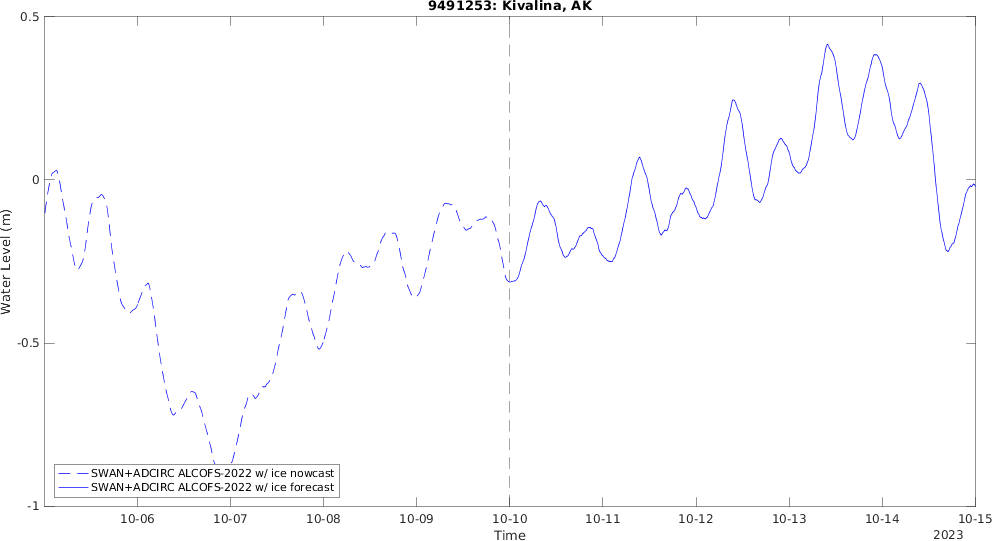 9491253: Kivalina, AK
0.5
0
-0.5
-1
Water Level (m)
SWAN+ADCIRC ALCOFS-2022 w/ ice nowcast
SWAN+ADCIRC ALCOFS-2022 w/ ice forecast
10-06 10-07 10-08 10-09 10-10 10-11 10-12 10-13 10-14 10-15
Time
2023